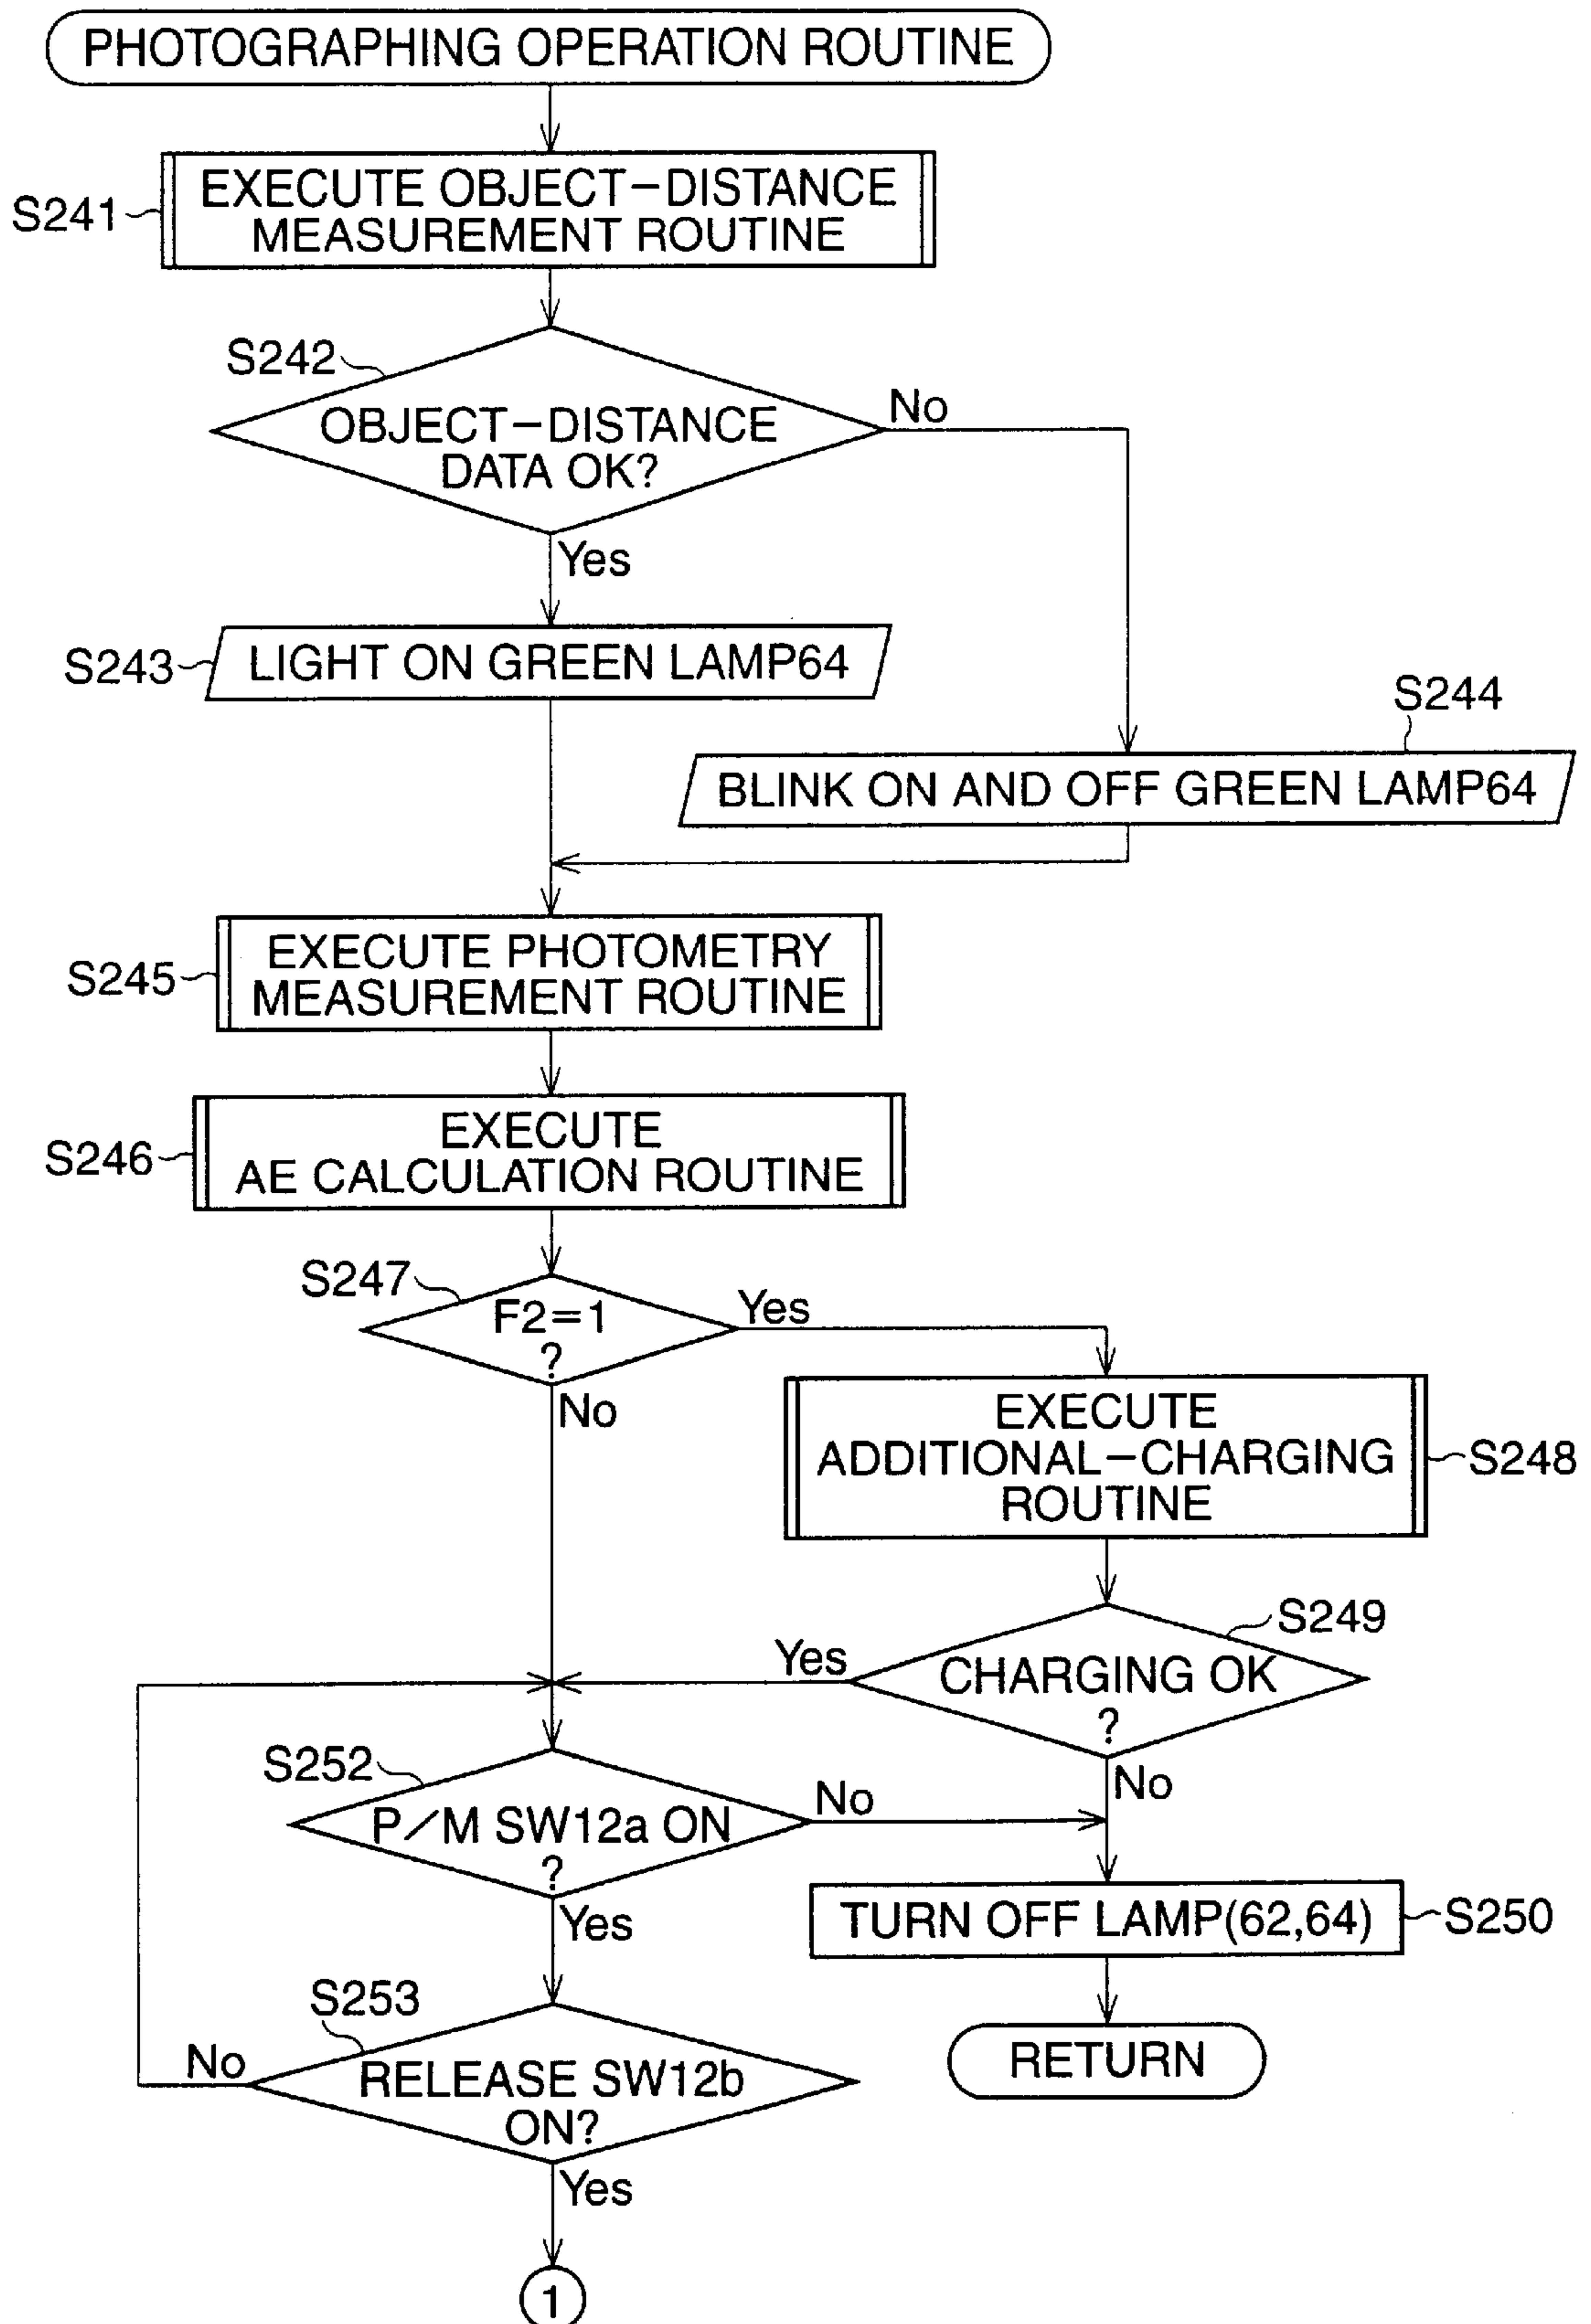 PHOTOGRAPHING OPERATION ROUTINE
S241
EXECUTE OBJECT−DISTANCE
MEASUREMENT ROUTINE
S242
OBJECT−DISTANCE
DATA OK?
No
Yes
S243
LIGHT ON GREEN LAMP64
S244
BLINK ON AND OFF GREEN LAMP64
S245
EXECUTE PHOTOMETRY
MEASUREMENT ROUTINE
S246
EXECUTE
AE CALCULATION ROUTINE
S247
F2=1
?
Yes
No
EXECUTE
ADDITIONAL−CHARGING
ROUTINE
S248
S249
CHARGING OK
?
Yes
No
S252
P/M SW12a ON
?
No
Yes
TURN OFF LAMP(62,64)
S250
RETURN
S253
RELEASE SW12b
ON?
No
Yes
1